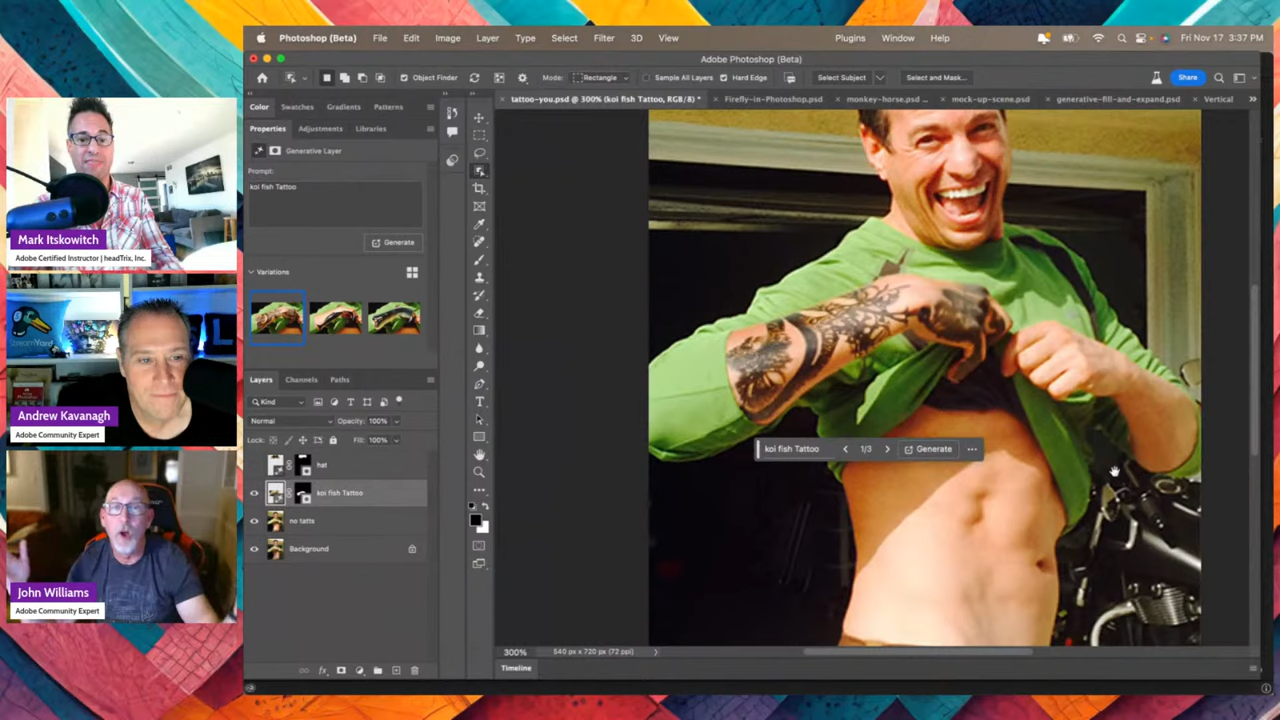 Photoshop (Beta) File Edit Image Layer Type Select Filter 3D View Plugins Window Help Fri Nov 17 3:37 PM
Adobe Photoshop (Beta)
Object Finder Mode: Rectangle Sample All Layers Hard Edge Select Subject Select and Mask... Share
Color Swatches Gradients Patterns
tattoo-you.psd @ 300% (koi fish Tattoo, RGB/8) * Firefly-in-Photoshop.psd monkey-horse.psd ... mock-up-scene.psd generative-fill-and-expand.psd Vertical
Properties Adjustments Libraries
Generative Layer
Prompt:
koi fish Tattoo
Generate
Variations
Layers Channels Paths
Kind
Normal Opacity: 100%
Lock: Fill: 100%
hat
koi fish Tattoo
no tatts
Background
koi fish Tattoo 1/3 Generate ...
300% 540 px x 720 px (72 ppi)
Timeline
Mark Itskowitch
Adobe Certified Instructor | headTrix, Inc.
StreamYard
Andrew Kavanagh
Adobe Community Expert
John Williams
Adobe Community Expert